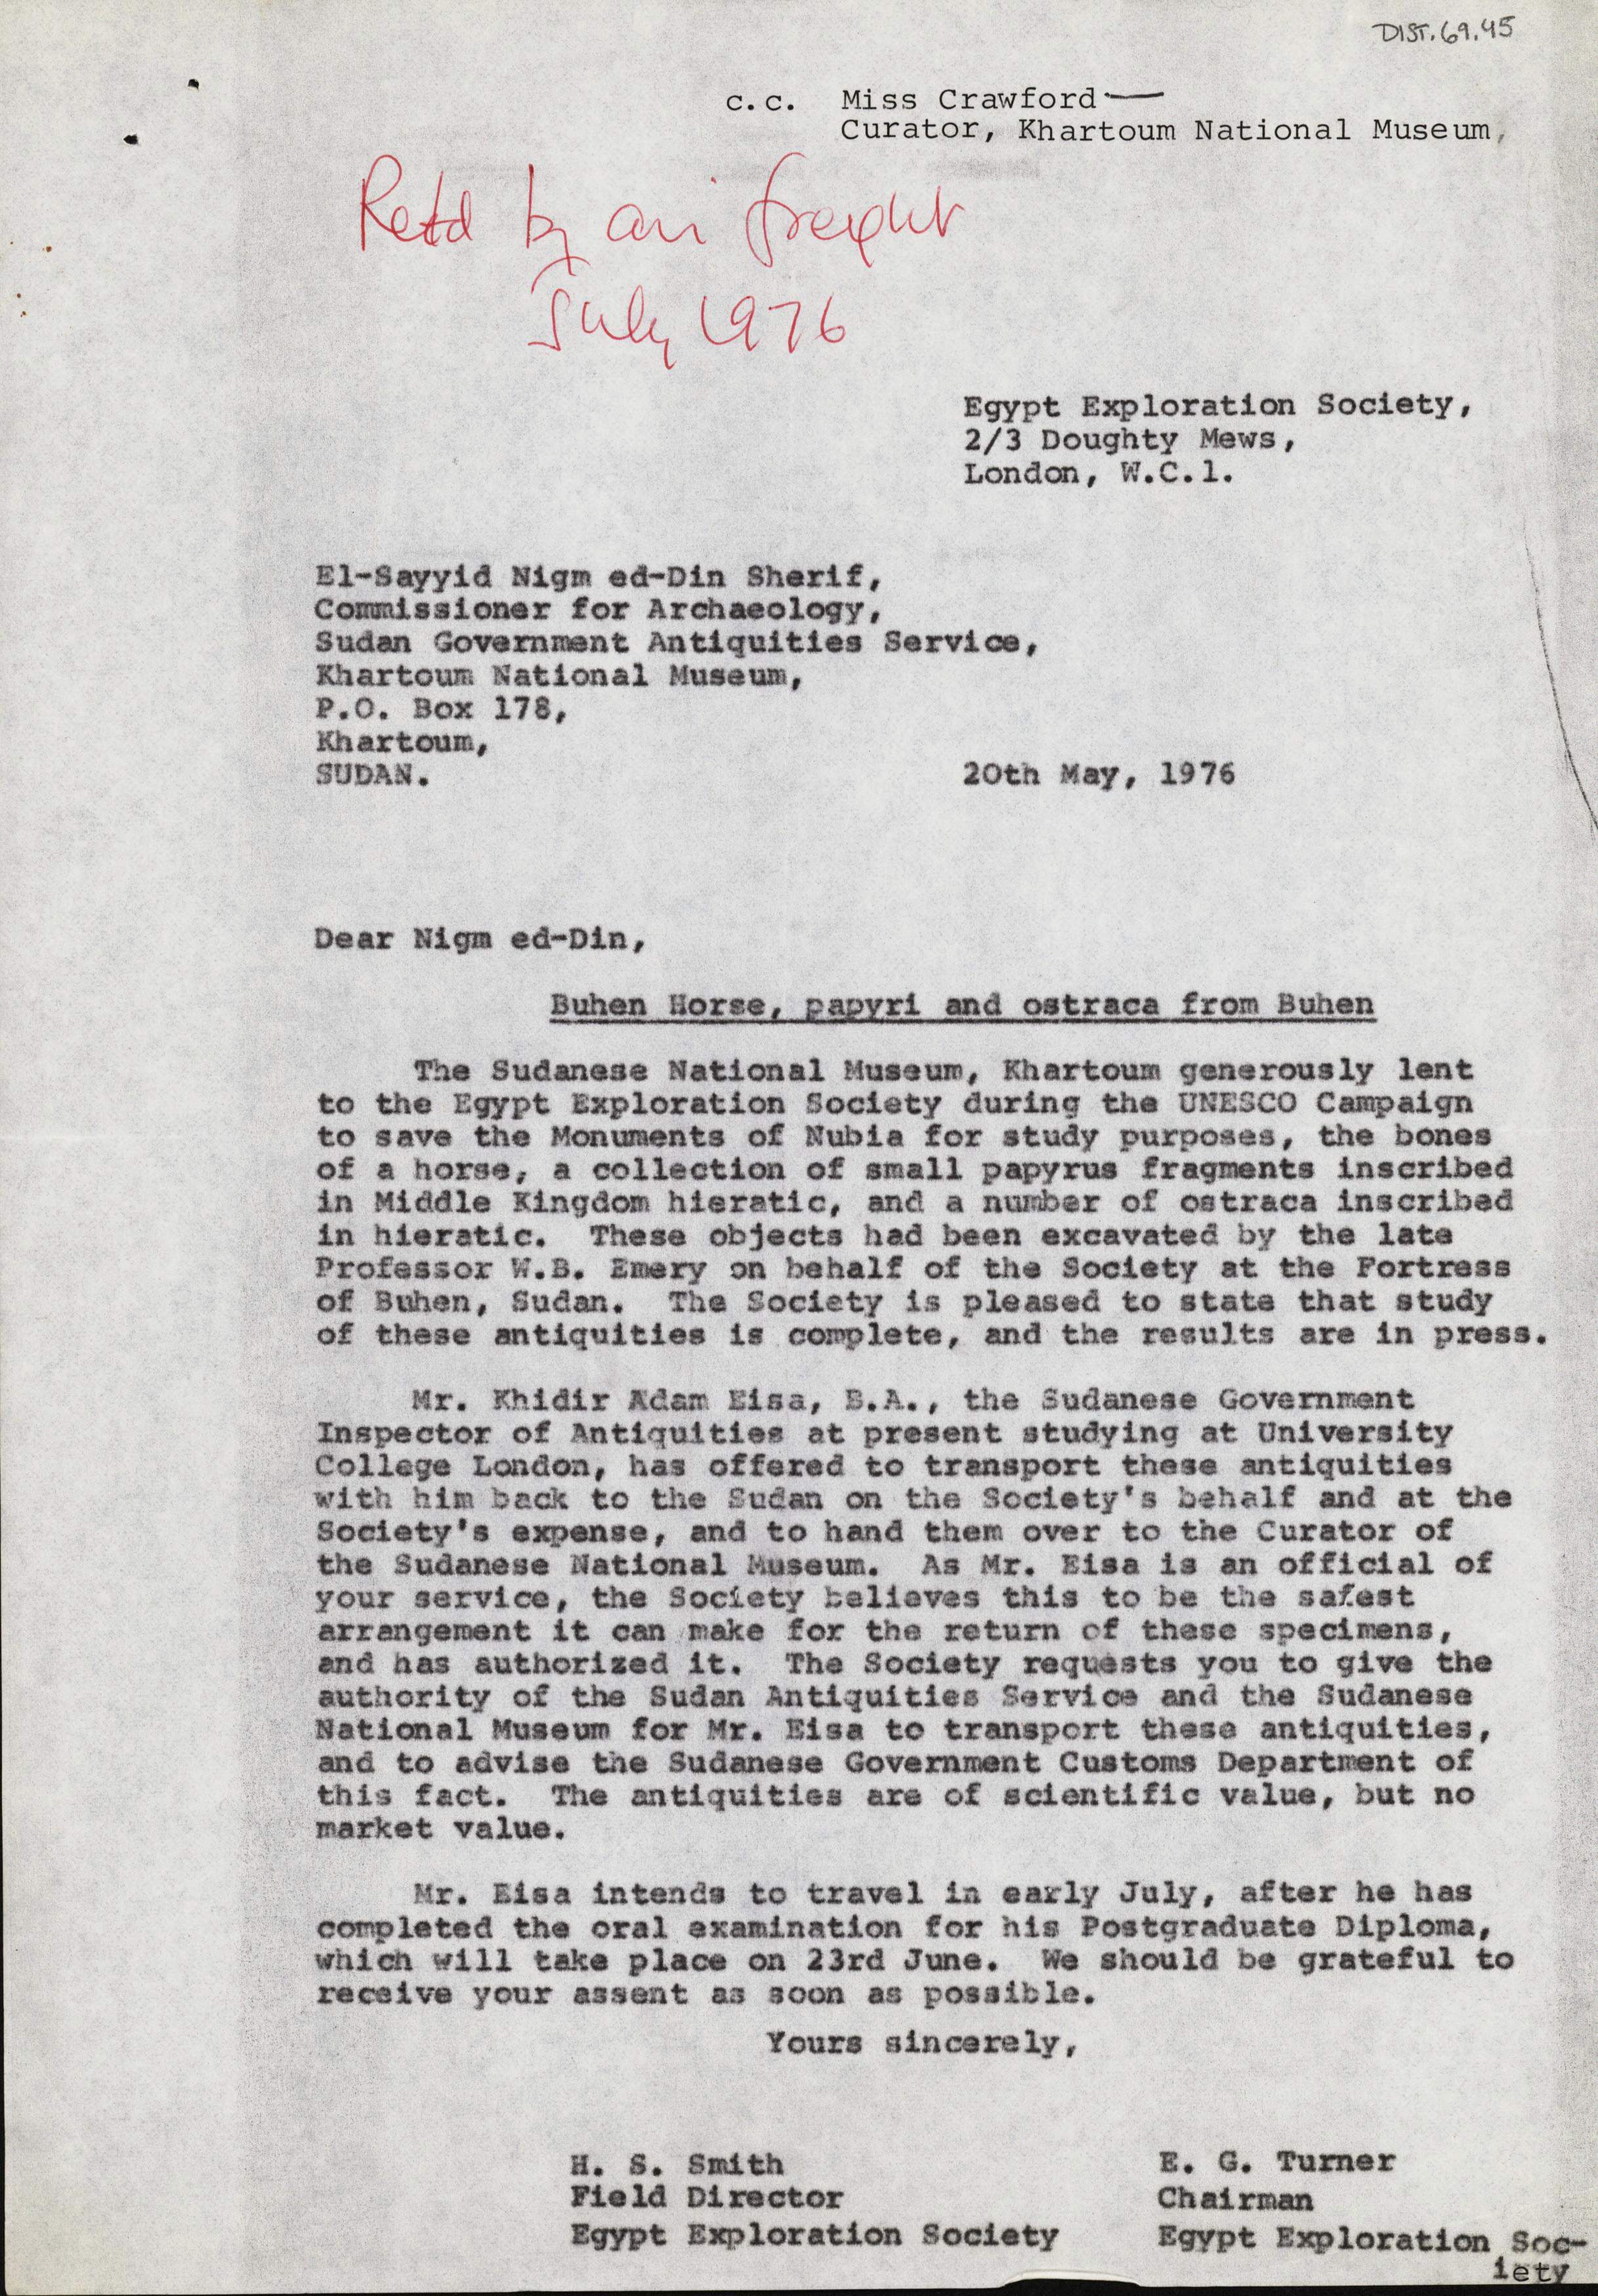 DIST.69.45
c.c. Miss Crawford —
Curator, Khartoum National Museum,
Retd by air freight
July 1976
Egypt Exploration Society,
2/3 Doughty Mews,
London, W.C.1.
El-Sayyid Nigm ed-Din Sherif,
Commissioner for Archaeology,
Sudan Government Antiquities Service,
Khartoum National Museum,
P.O. Box 178,
Khartoum,
SUDAN.
20th May, 1976
Dear Nigm ed-Din,
Buhen Horse, papyri and ostraca from Buhen
The Sudanese National Museum, Khartoum generously lent
to the Egypt Exploration Society during the UNESCO Campaign
to save the Monuments of Nubia for study purposes, the bones
of a horse, a collection of small papyrus fragments inscribed
in Middle Kingdom hieratic, and a number of ostraca inscribed
in hieratic. These objects had been excavated by the late
Professor W.B. Emery on behalf of the Society at the Fortress
of Buhen, Sudan. The Society is pleased to state that study
of these antiquities is complete, and the results are in press.
Mr. Khidir Adam Eisa, B.A., the Sudanese Government
Inspector of Antiquities at present studying at University
College London, has offered to transport these antiquities
with him back to the Sudan on the Society's behalf and at the
Society's expense, and to hand them over to the Curator of
the Sudanese National Museum. As Mr. Eisa is an official of
your service, the Society believes this to be the safest
arrangement it can make for the return of these specimens,
and has authorized it. The Society requests you to give the
authority of the Sudan Antiquities Service and the Sudanese
National Museum for Mr. Eisa to transport these antiquities,
and to advise the Sudanese Government Customs Department of
this fact. The antiquities are of scientific value, but no
market value.
Mr. Eisa intends to travel in early July, after he has
completed the oral examination for his Postgraduate Diploma,
which will take place on 23rd June. We should be grateful to
receive your assent as soon as possible.
Yours sincerely,
H. S. Smith
Field Director
Egypt Exploration Society
E. G. Turner
Chairman
Egypt Exploration Soc-
iety